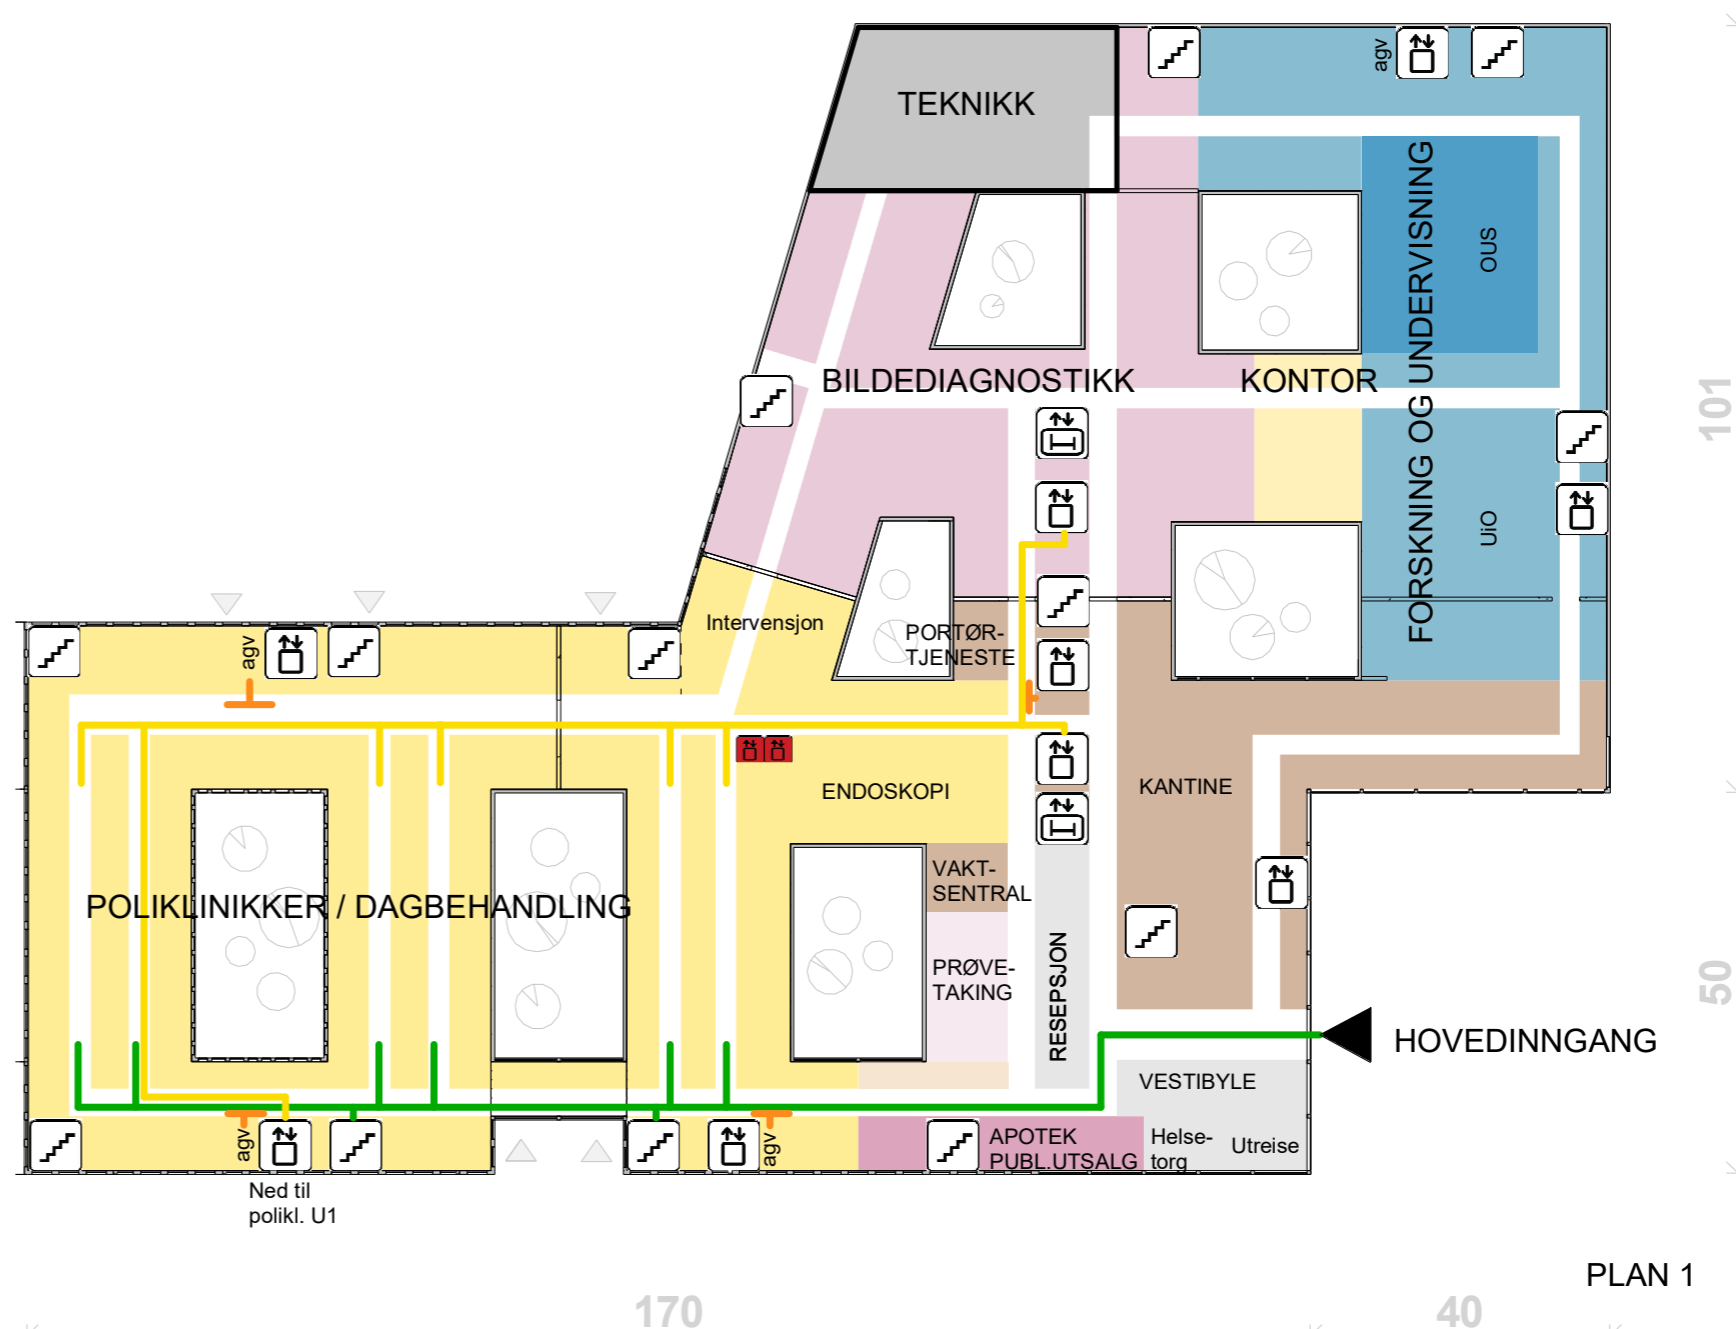 TEKNIKK
agv
FORSKNING OG UNDERVISNING
OUS
BILDEDIAGNOSTIKK
KONTOR
101
UiO
Intervensjon
PORTØR-
TJENESTE
agv
ENDOSKOPI
KANTINE
VAKT-
SENTRAL
POLIKLINIKKER / DAGBEHANDLING
PRØVE-
TAKING
RESEPSJON
50
HOVEDINNGANG
VESTIBYLE
agv
agv
APOTEK
PUBL.UTSALG
Helse-
torg
Utreise
Ned til
polikl. U1
PLAN 1
170
40